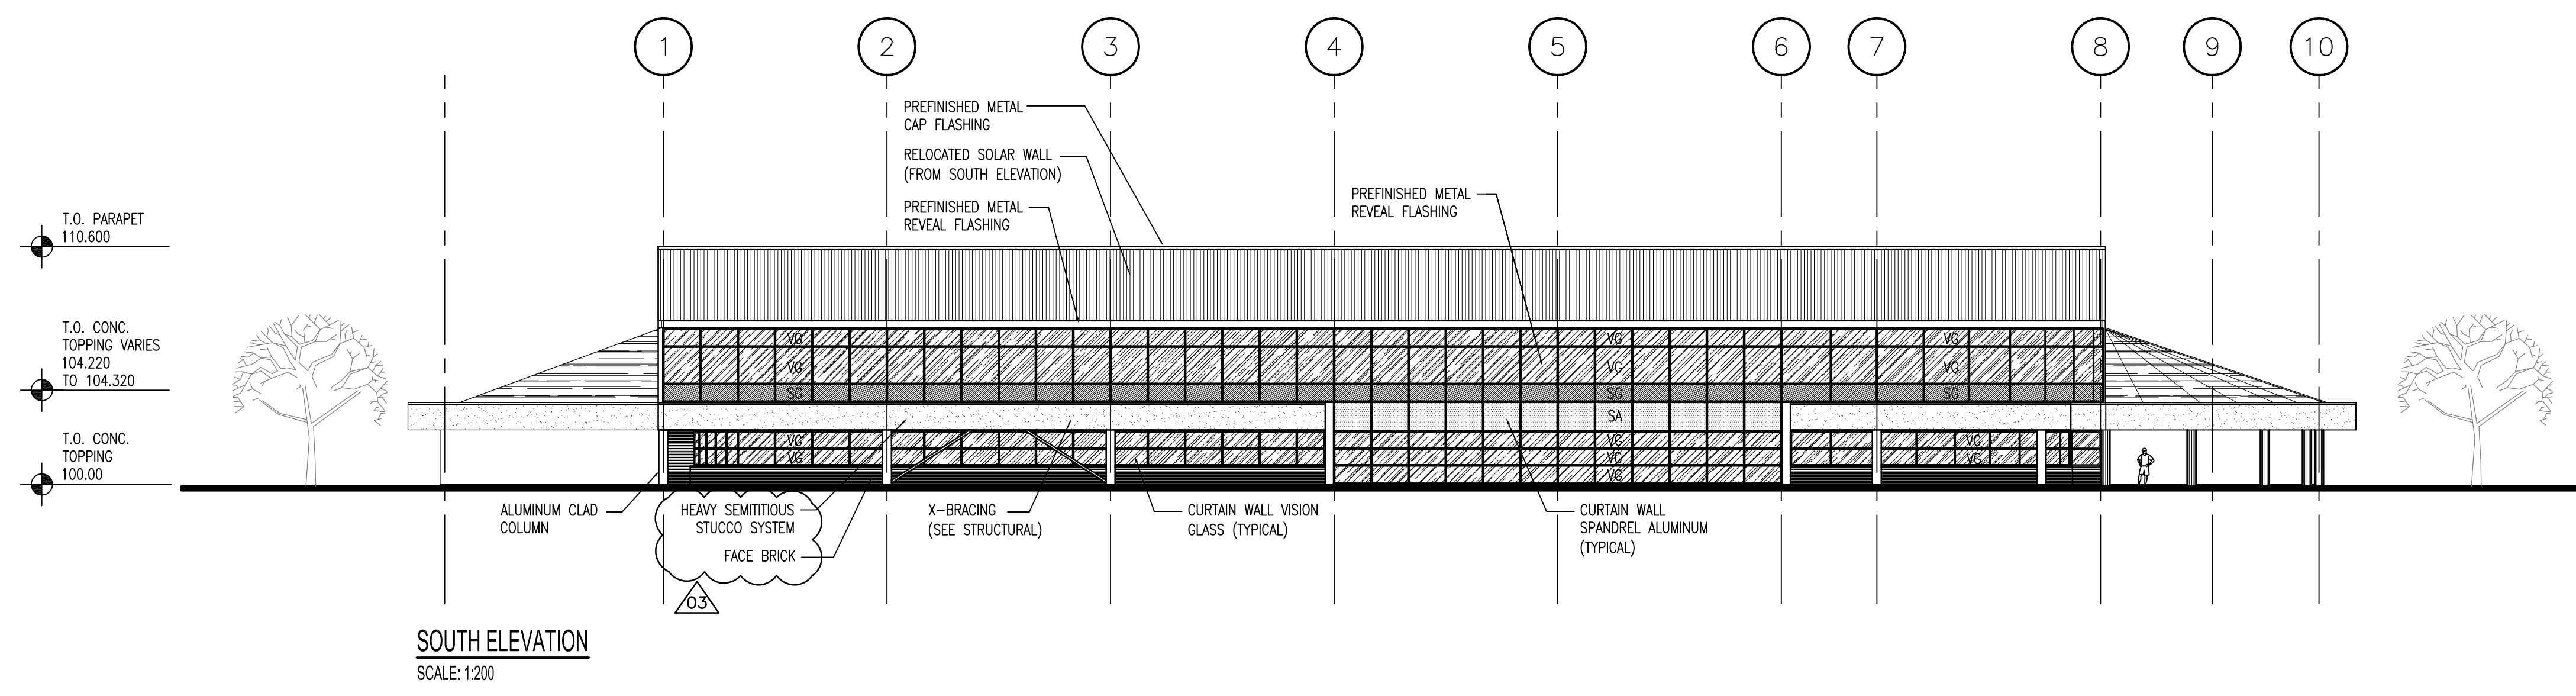 1 2 3 4 5 6 7 8 9 10
PREFINISHED METAL
CAP FLASHING
RELOCATED SOLAR WALL
(FROM SOUTH ELEVATION)
PREFINISHED METAL
REVEAL FLASHING
PREFINISHED METAL
REVEAL FLASHING
T.O. PARAPET
110.600
T.O. CONC.
TOPPING VARIES
104.220
TO 104.320
T.O. CONC.
TOPPING
100.00
VG VG VG
VG VG VG
SG SG SG
SA
VG VG VG
VG VG VG
VG
ALUMINUM CLAD
COLUMN
HEAVY SEMITITIOUS
STUCCO SYSTEM
FACE BRICK
03
X-BRACING
(SEE STRUCTURAL)
CURTAIN WALL VISION
GLASS (TYPICAL)
CURTAIN WALL
SPANDREL ALUMINUM
(TYPICAL)
SOUTH ELEVATION
SCALE: 1:200